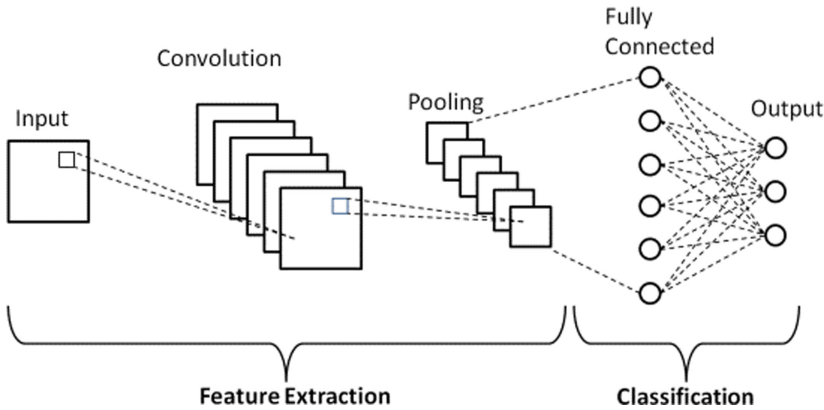 Input
Convolution
Pooling
Fully
Connected
Output
Feature Extraction
Classification